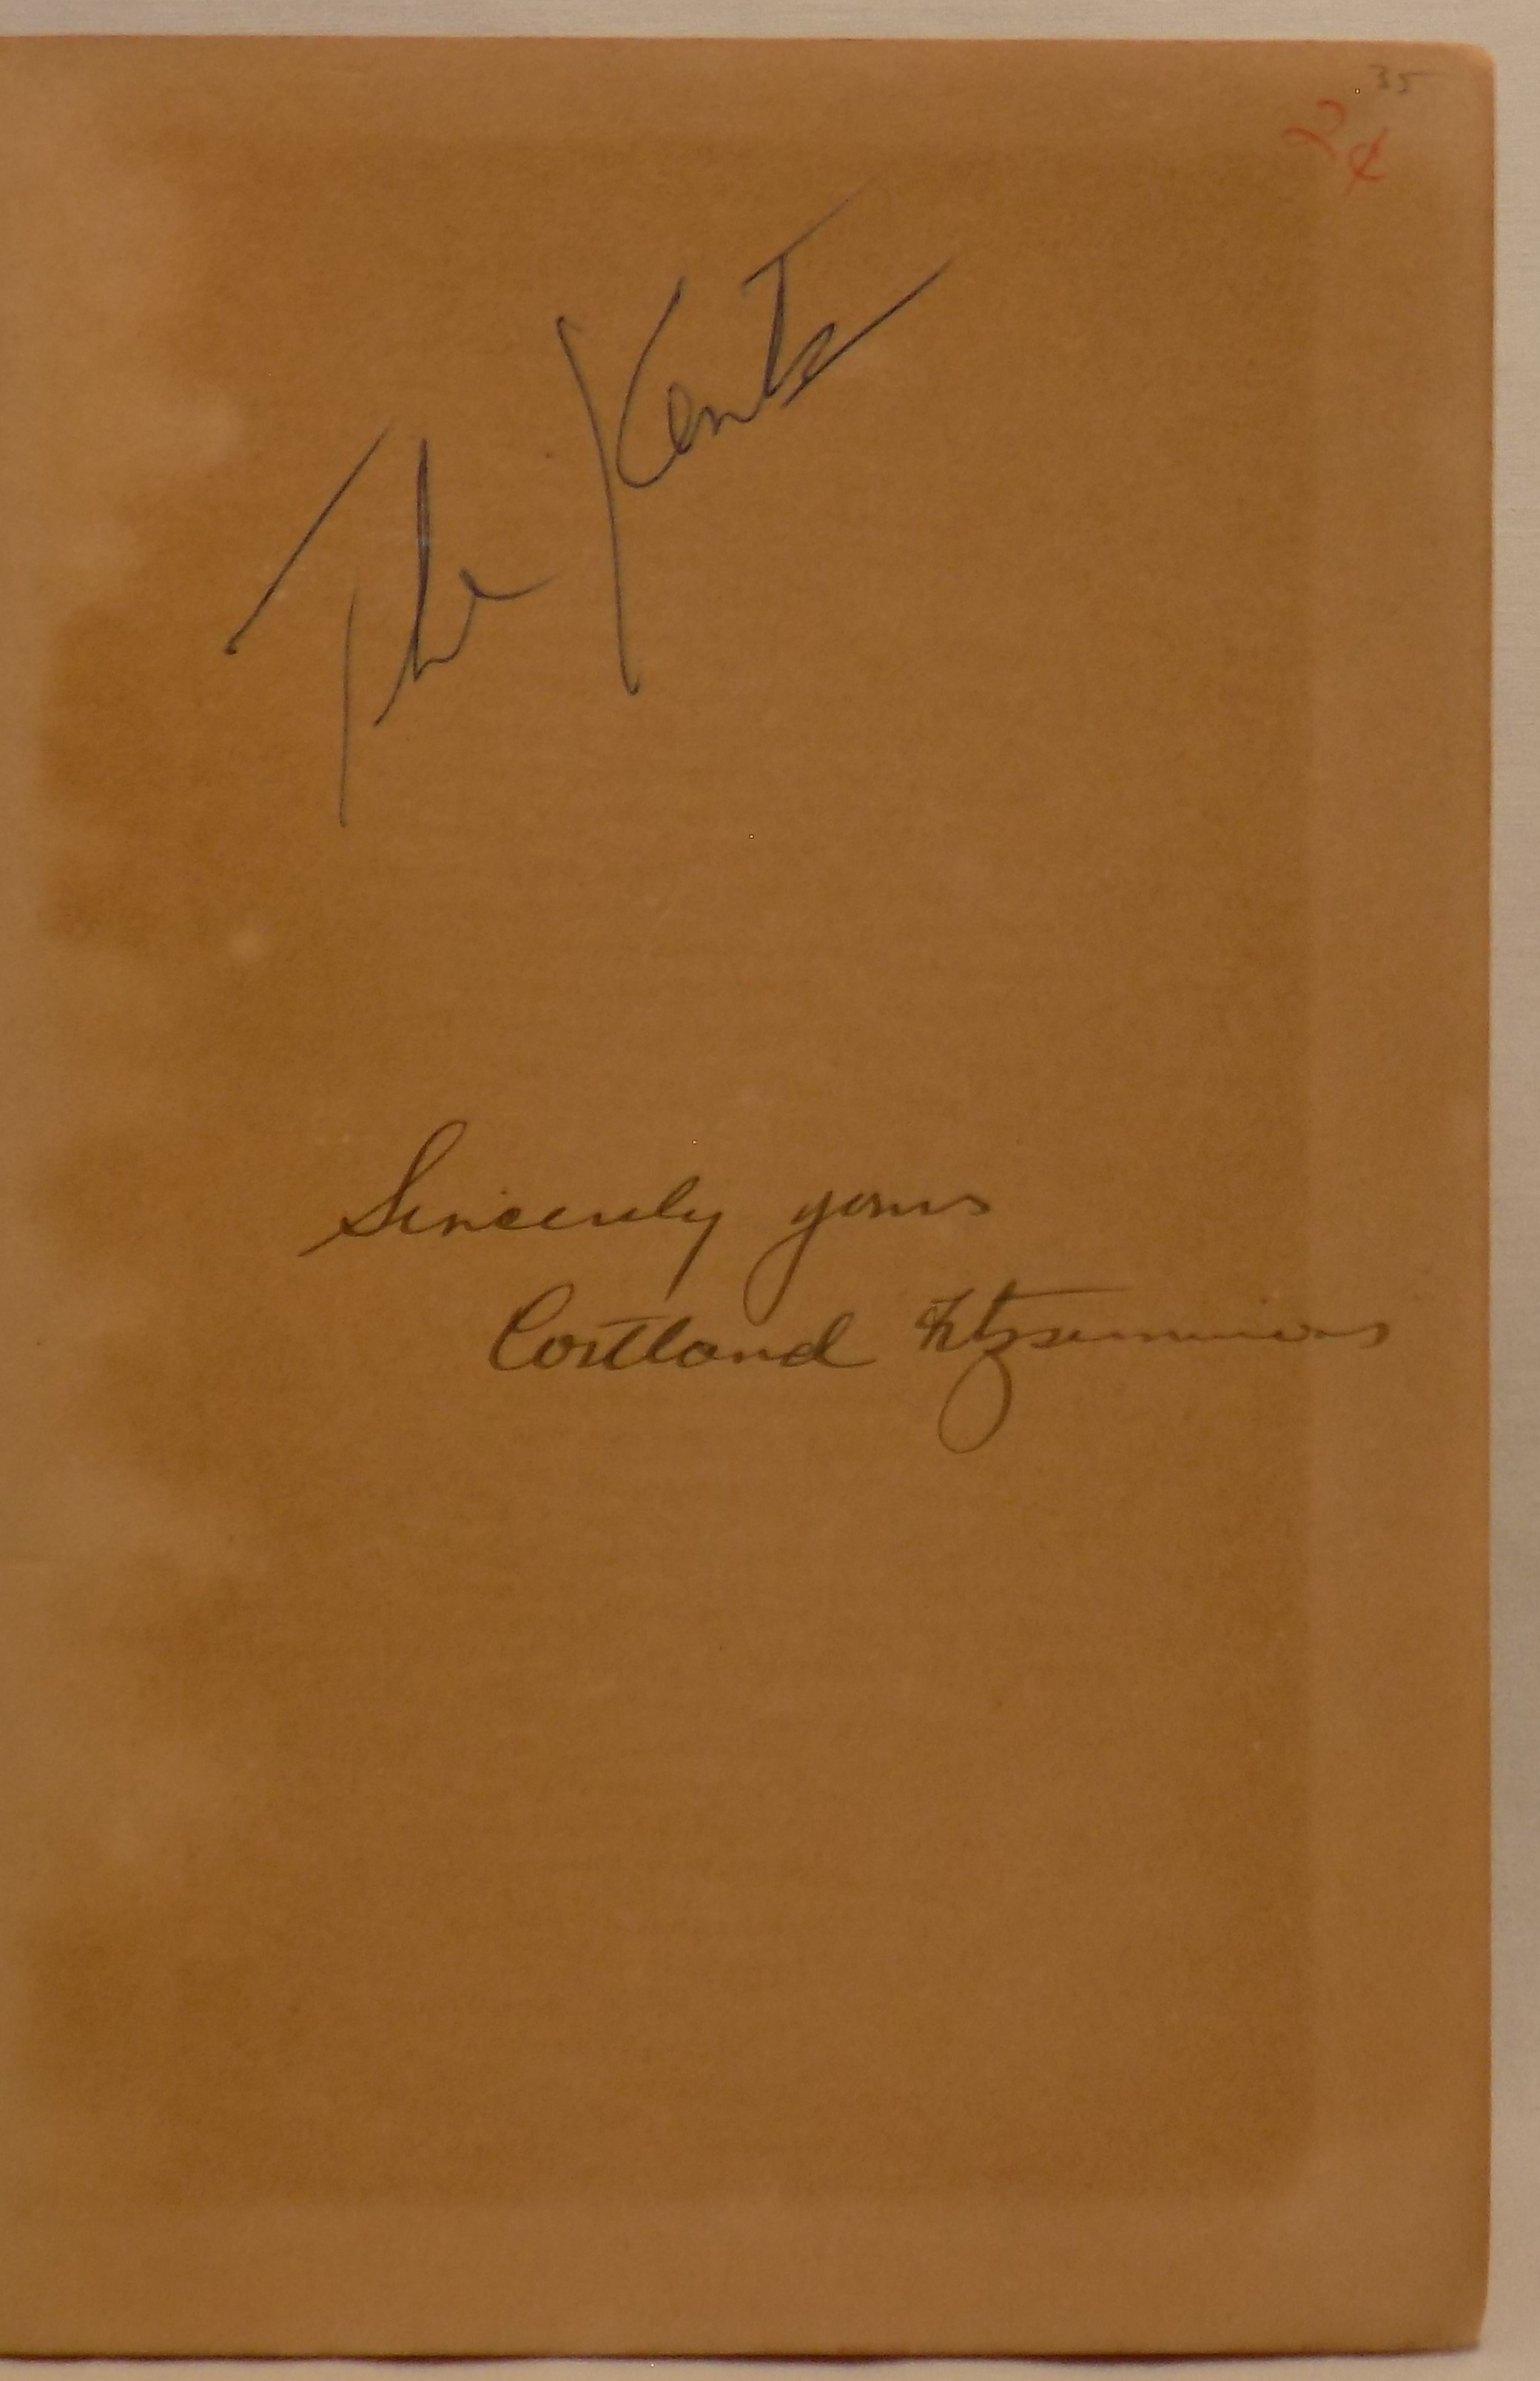 35
2¢
The Kents
Sincerely yours
Cortland Fitzsimmons